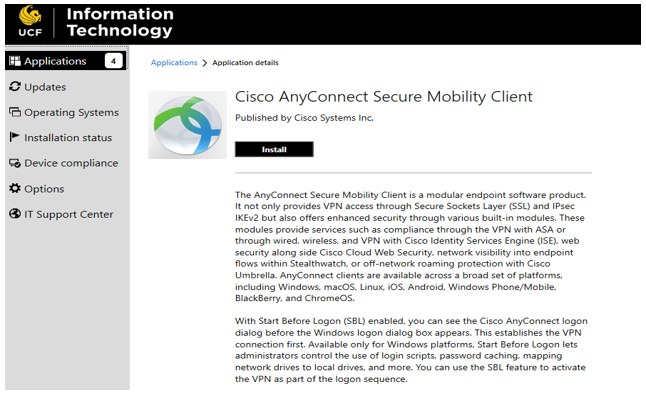 UCF
Information
Technology
Applications 4
Updates
Operating Systems
Installation status
Device compliance
Options
IT Support Center
Applications > Application details
Cisco AnyConnect Secure Mobility Client
Published by Cisco Systems Inc.
Install
The AnyConnect Secure Mobility Client is a modular endpoint software product.
It not only provides VPN access through Secure Sockets Layer (SSL) and IPsec
IKEv2 but also offers enhanced security through various built-in modules. These
modules provide services such as compliance through the VPN with ASA or
through wired, wireless, and VPN with Cisco Identity Services Engine (ISE), web
security along side Cisco Cloud Web Security, network visibility into endpoint
flows within Stealthwatch, or off-network roaming protection with Cisco
Umbrella. AnyConnect clients are available across a broad set of platforms,
including Windows, macOS, Linux, iOS, Android, Windows Phone/Mobile,
BlackBerry, and ChromeOS.
With Start Before Logon (SBL) enabled, you can see the Cisco AnyConnect logon
dialog before the Windows logon dialog box appears. This establishes the VPN
connection first. Available only for Windows platforms, Start Before Logon lets
administrators control the use of login scripts, password caching, mapping
network drives to local drives, and more. You can use the SBL feature to activate
the VPN as part of the logon sequence.